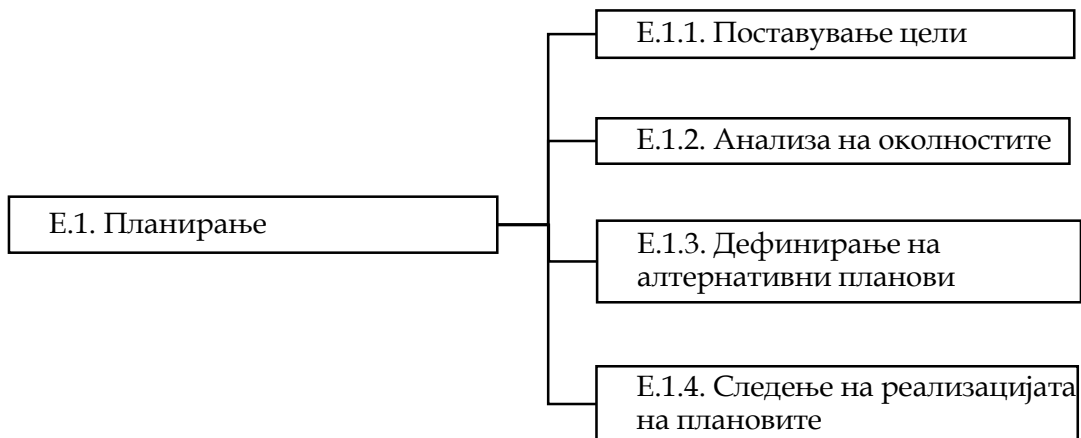 Е.1.1. Поставување цели
Е.1.2. Анализа на околностите
Е.1. Планирање
Е.1.3. Дефинирање на
алтернативни планови
Е.1.4. Следење на реализацијата
на плановите